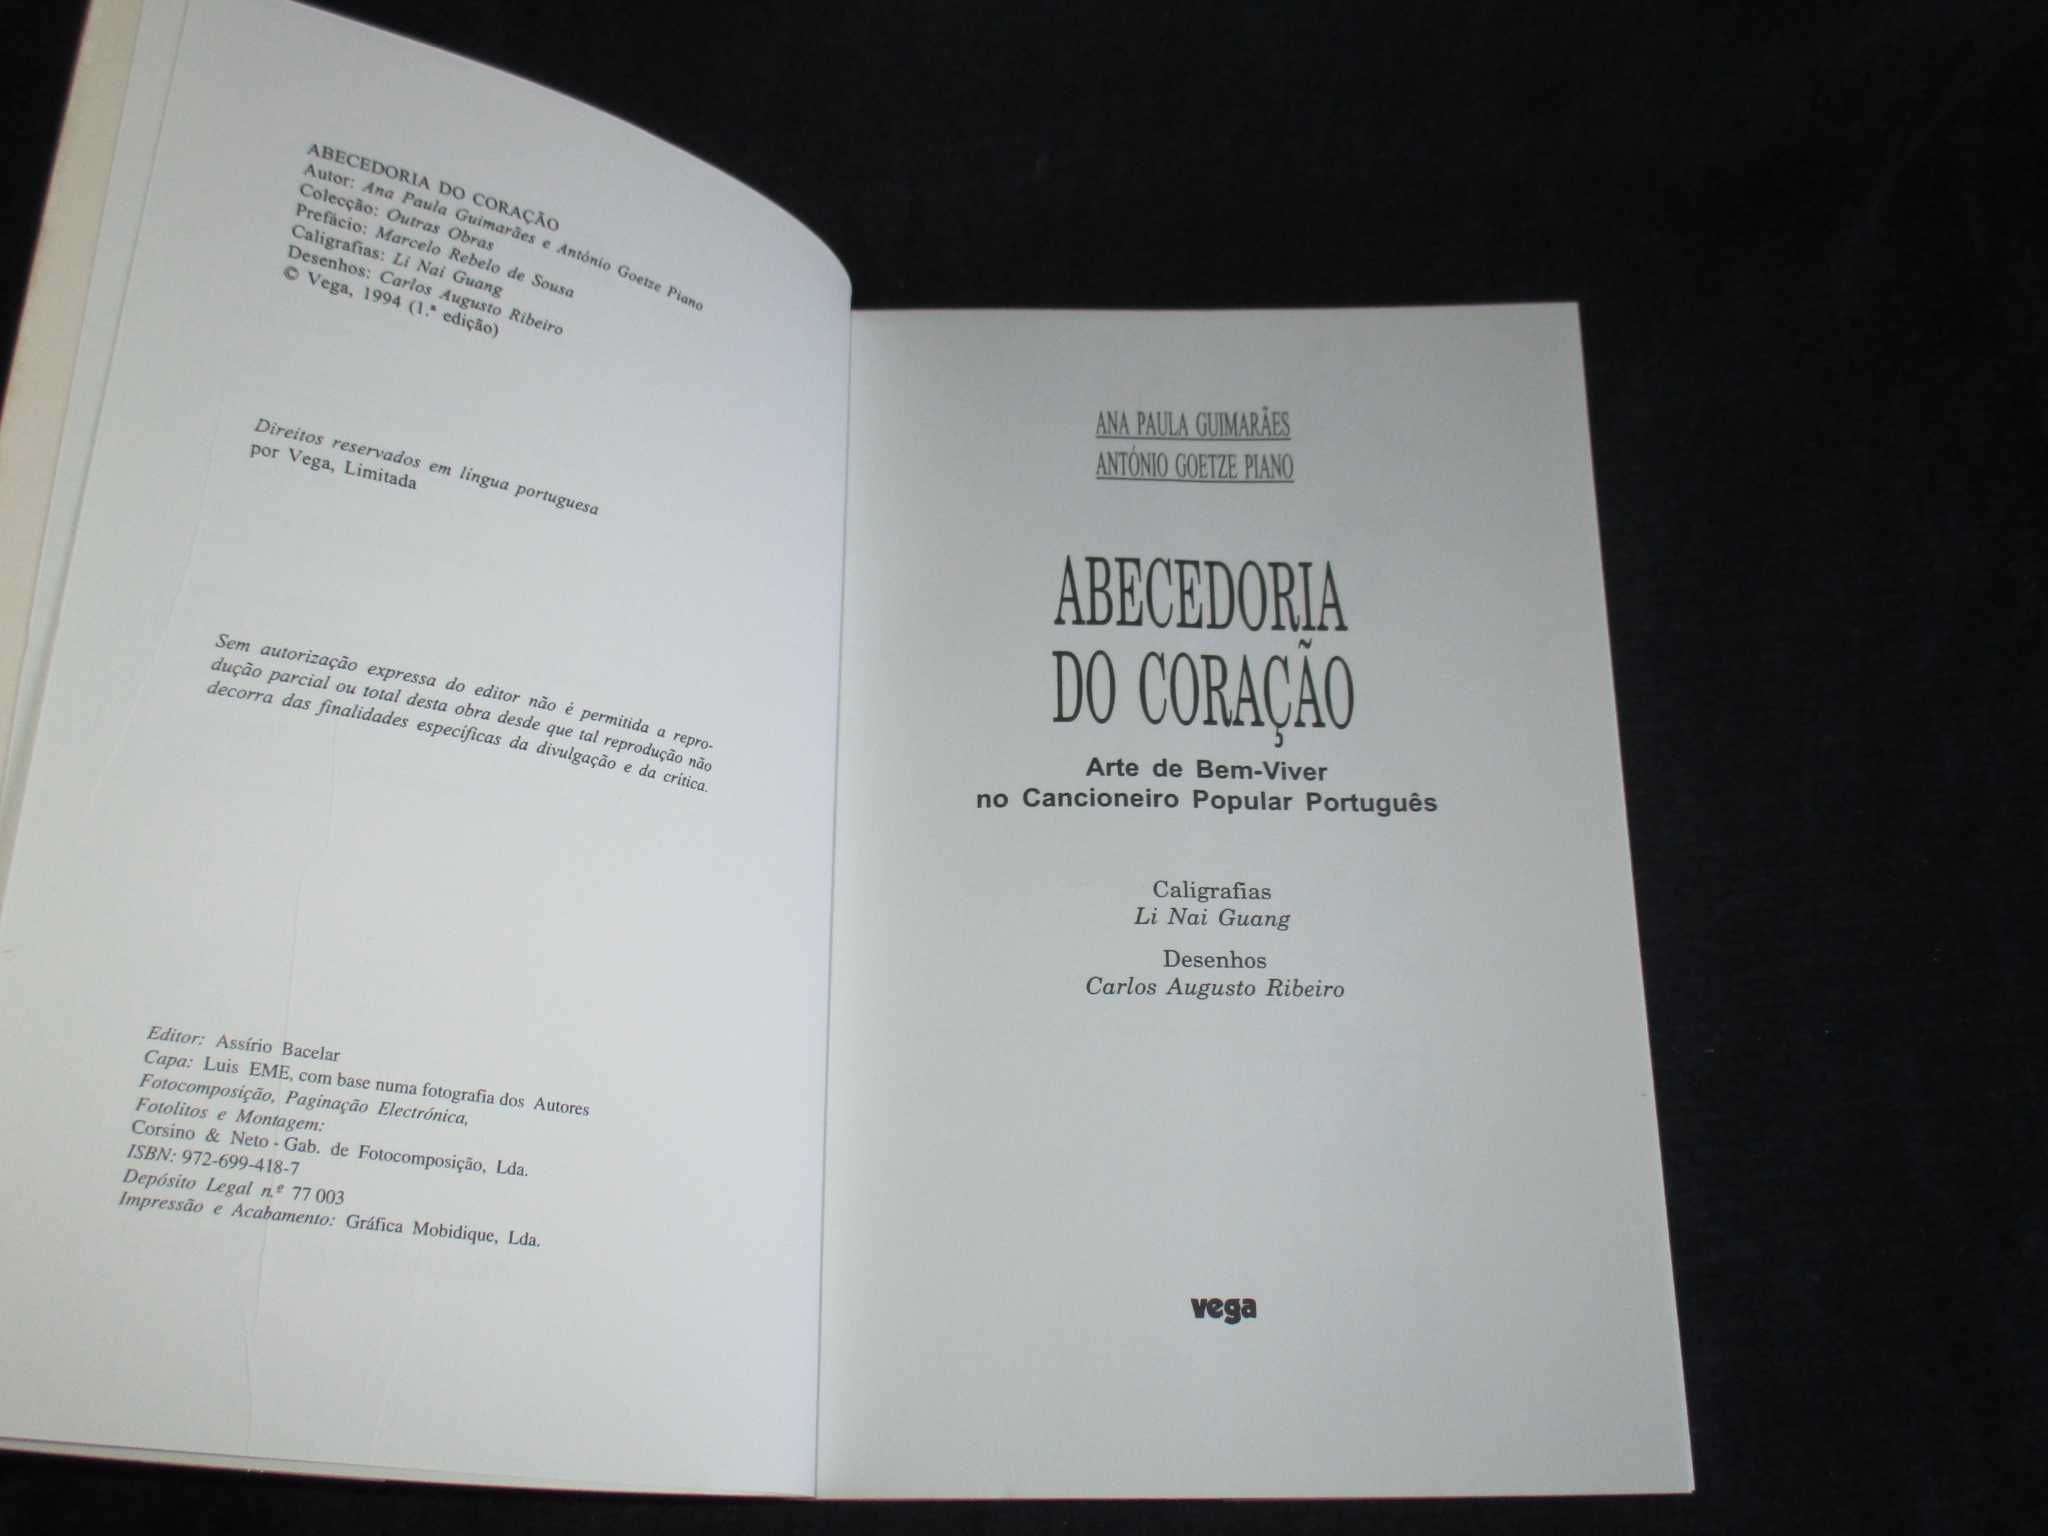 ABECEDORIA DO CORAÇÃO
Autor: Ana Paula Guimarães e António Goetze Piano
Colecção: Outras Obras
Prefácio: Marcelo Rebelo de Sousa
Caligrafias: Li Nai Guang
Desenhos: Carlos Augusto Ribeiro
© Vega, 1994 (1.ª edição)
Direitos reservados em língua portuguesa
por Vega, Limitada
Sem autorização expressa do editor não é permitida a repro-
dução parcial ou total desta obra desde que tal reprodução não
decorra das finalidades específicas da divulgação e da crítica.
Editor: Assírio Bacelar
Capa: Luis EME, com base numa fotografia dos Autores
Fotocomposição, Paginação Electrónica,
Fotolitos e Montagem:
Corsino & Neto - Gab. de Fotocomposição, Lda.
ISBN: 972-699-418-7
Depósito Legal n.º 77 003
Impressão e Acabamento: Gráfica Mobidique, Lda.
ANA PAULA GUIMARÃES
ANTÓNIO GOETZE PIANO
ABECEDORIA
DO CORAÇÃO
Arte de Bem-Viver
no Cancioneiro Popular Português
Caligrafias
Li Nai Guang
Desenhos
Carlos Augusto Ribeiro
vega